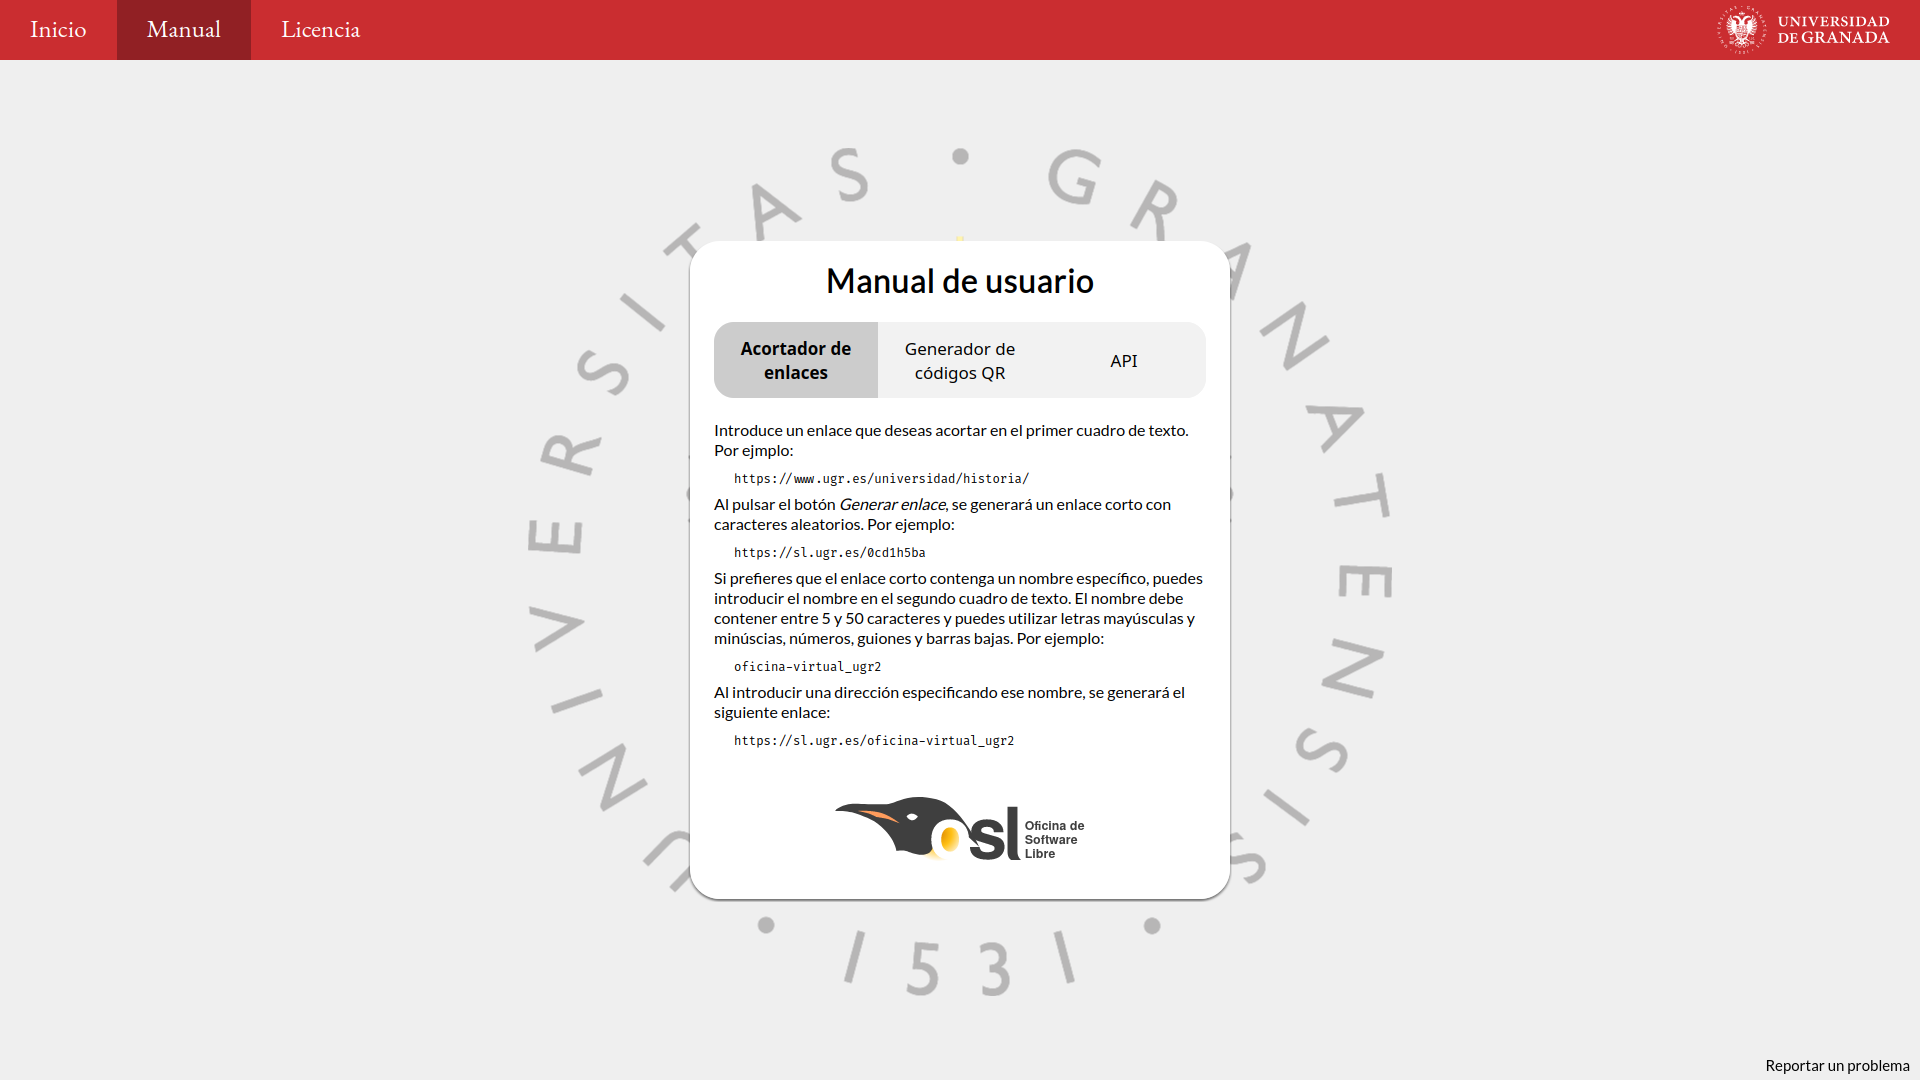 Inicio
Manual
Licencia
UNIVERSIDAD
DE GRANADA
UNIVERSITAS • GRANATENSIS • 1531 •
Manual de usuario
Acortador de
enlaces
Generador de
códigos QR
API
Introduce un enlace que deseas acortar en el primer cuadro de texto.
Por ejmplo:
https://www.ugr.es/universidad/historia/
Al pulsar el botón Generar enlace, se generará un enlace corto con
caracteres aleatorios. Por ejemplo:
https://sl.ugr.es/0cd1h5ba
Si prefieres que el enlace corto contenga un nombre específico, puedes
introducir el nombre en el segundo cuadro de texto. El nombre debe
contener entre 5 y 50 caracteres y puedes utilizar letras mayúsculas y
minúscias, números, guiones y barras bajas. Por ejemplo:
oficina-virtual_ugr2
Al introducir una dirección especificando ese nombre, se generará el
siguiente enlace:
https://sl.ugr.es/oficina-virtual_ugr2
osl
Oficina de
Software
Libre
Reportar un problema